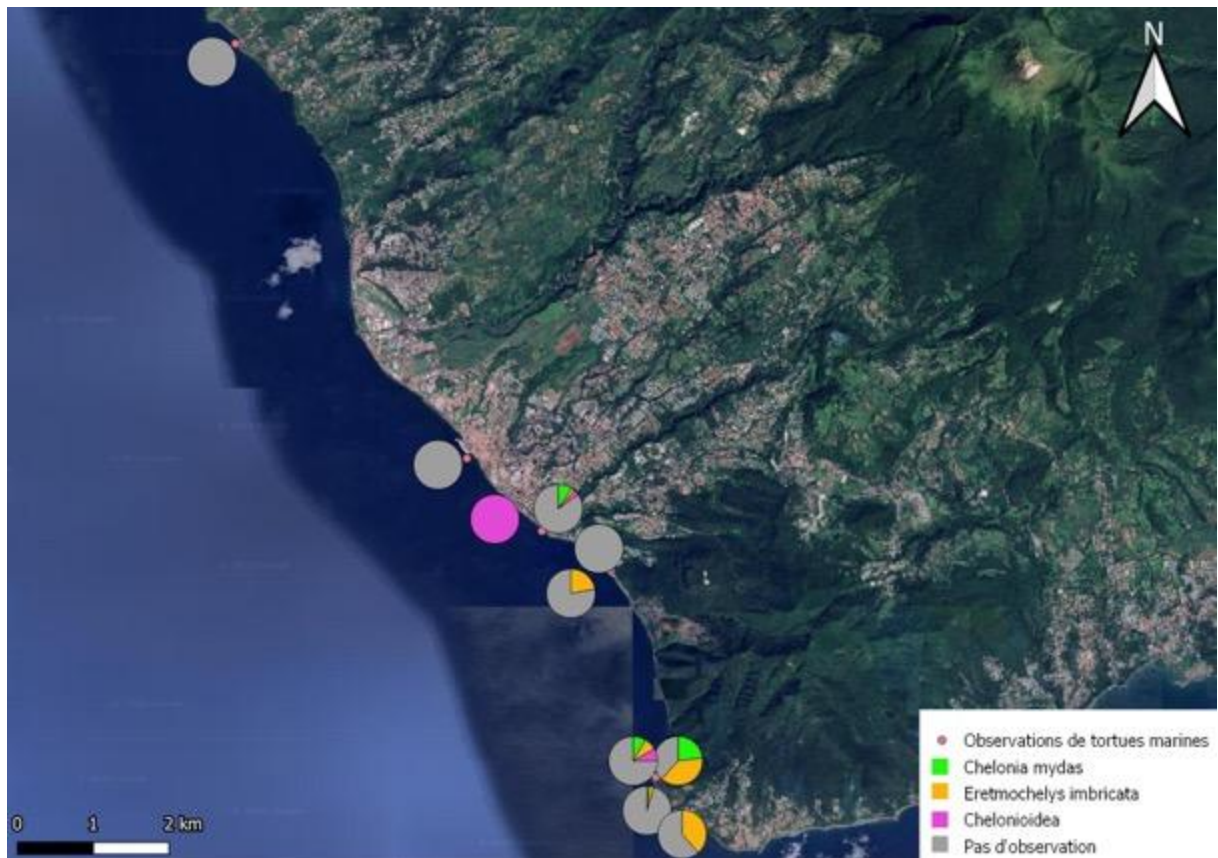 N
Observations de tortues marines
Chelonia mydas
Eretmochelys imbricata
Chelonioidea
Pas d'observation
0 1 2 km